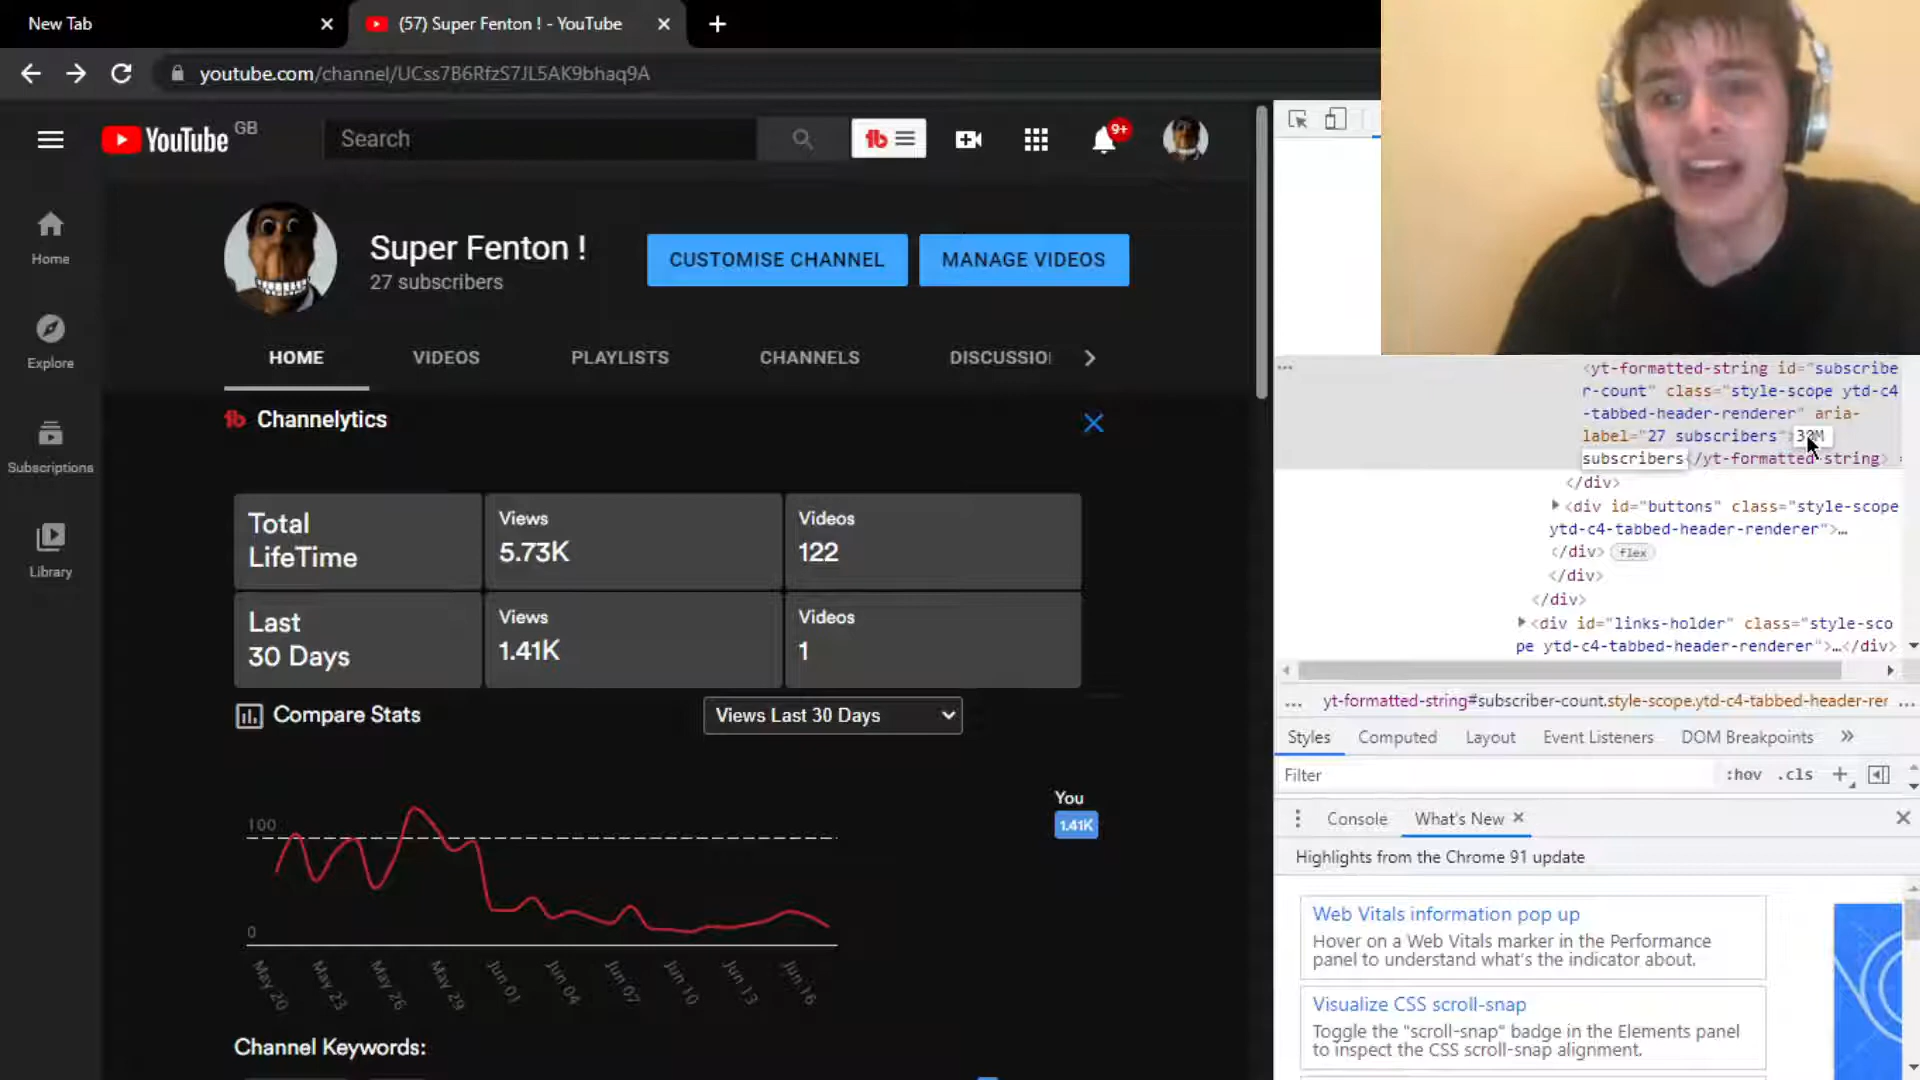 New Tab
(57) Super Fenton ! - YouTube
youtube.com/channel/UCss7B6RfzS7JL5AK9bhaq9A
YouTube GB
Search
9+
Home
Explore
Subscriptions
Library
Super Fenton !
27 subscribers
CUSTOMISE CHANNEL
MANAGE VIDEOS
HOME
VIDEOS
PLAYLISTS
CHANNELS
DISCUSSIO
Channelytics
Total
LifeTime
Views
5.73K
Videos
122
Last
30 Days
Views
1.41K
Videos
1
Compare Stats
Views Last 30 Days
You
1.41K
100
0
May 20
May 23
May 26
May 29
Jun 01
Jun 04
Jun 07
Jun 10
Jun 13
Jun 16
Channel Keywords:
<yt-formatted-string id="subscribe
r-count" class="style-scope ytd-c4
-tabbed-header-renderer" aria-
label="27 subscribers">
subscribers</yt-formatted-string>
</div>
<div id="buttons" class="style-scope
ytd-c4-tabbed-header-renderer">…
</div> flex
</div>
</div>
<div id="links-holder" class="style-sco
pe ytd-c4-tabbed-header-renderer">…</div>
... yt-formatted-string#subscriber-count.style-scope.ytd-c4-tabbed-header-rer ...
Styles
Computed
Layout
Event Listeners
DOM Breakpoints
Filter
:hov .cls
Console
What's New
Highlights from the Chrome 91 update
Web Vitals information pop up
Hover on a Web Vitals marker in the Performance
panel to understand what's the indicator about.
Visualize CSS scroll-snap
Toggle the "scroll-snap" badge in the Elements panel
to inspect the CSS scroll-snap alignment.